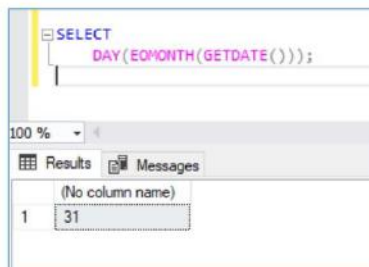 SELECT
DAY(EOMONTH(GETDATE()));
100 %
Results Messages
(No column name)
1 31